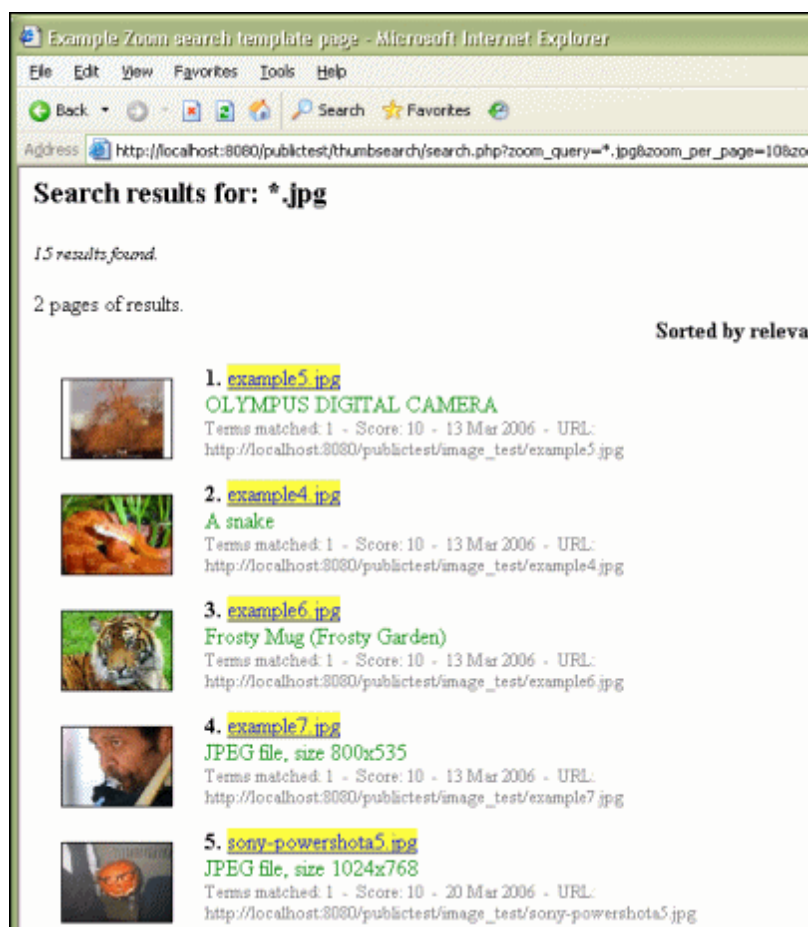 Example Zoom search template page - Microsoft Internet Explorer
File Edit View Favorites Tools Help
Back Search Favorites
Address http://localhost:8080/publictest/thumbsearch/search.php?zoom_query=*.jpg&zoom_per_page=10&zoo
Search results for: *.jpg
15 results found.
2 pages of results.
Sorted by releva
1. example5.jpg
OLYMPUS DIGITAL CAMERA
Terms matched: 1 - Score: 10 - 13 Mar 2006 - URL:
http://localhost:8080/publictest/image_test/example5.jpg
2. example4.jpg
A snake
Terms matched: 1 - Score: 10 - 13 Mar 2006 - URL:
http://localhost:8080/publictest/image_test/example4.jpg
3. example6.jpg
Frosty Mug (Frosty Garden)
Terms matched: 1 - Score: 10 - 13 Mar 2006 - URL:
http://localhost:8080/publictest/image_test/example6.jpg
4. example7.jpg
JPEG file, size 800x535
Terms matched: 1 - Score: 10 - 13 Mar 2006 - URL:
http://localhost:8080/publictest/image_test/example7.jpg
5. sony-powershota5.jpg
JPEG file, size 1024x768
Terms matched: 1 - Score: 10 - 20 Mar 2006 - URL:
http://localhost:8080/publictest/image_test/sony-powershota5.jpg